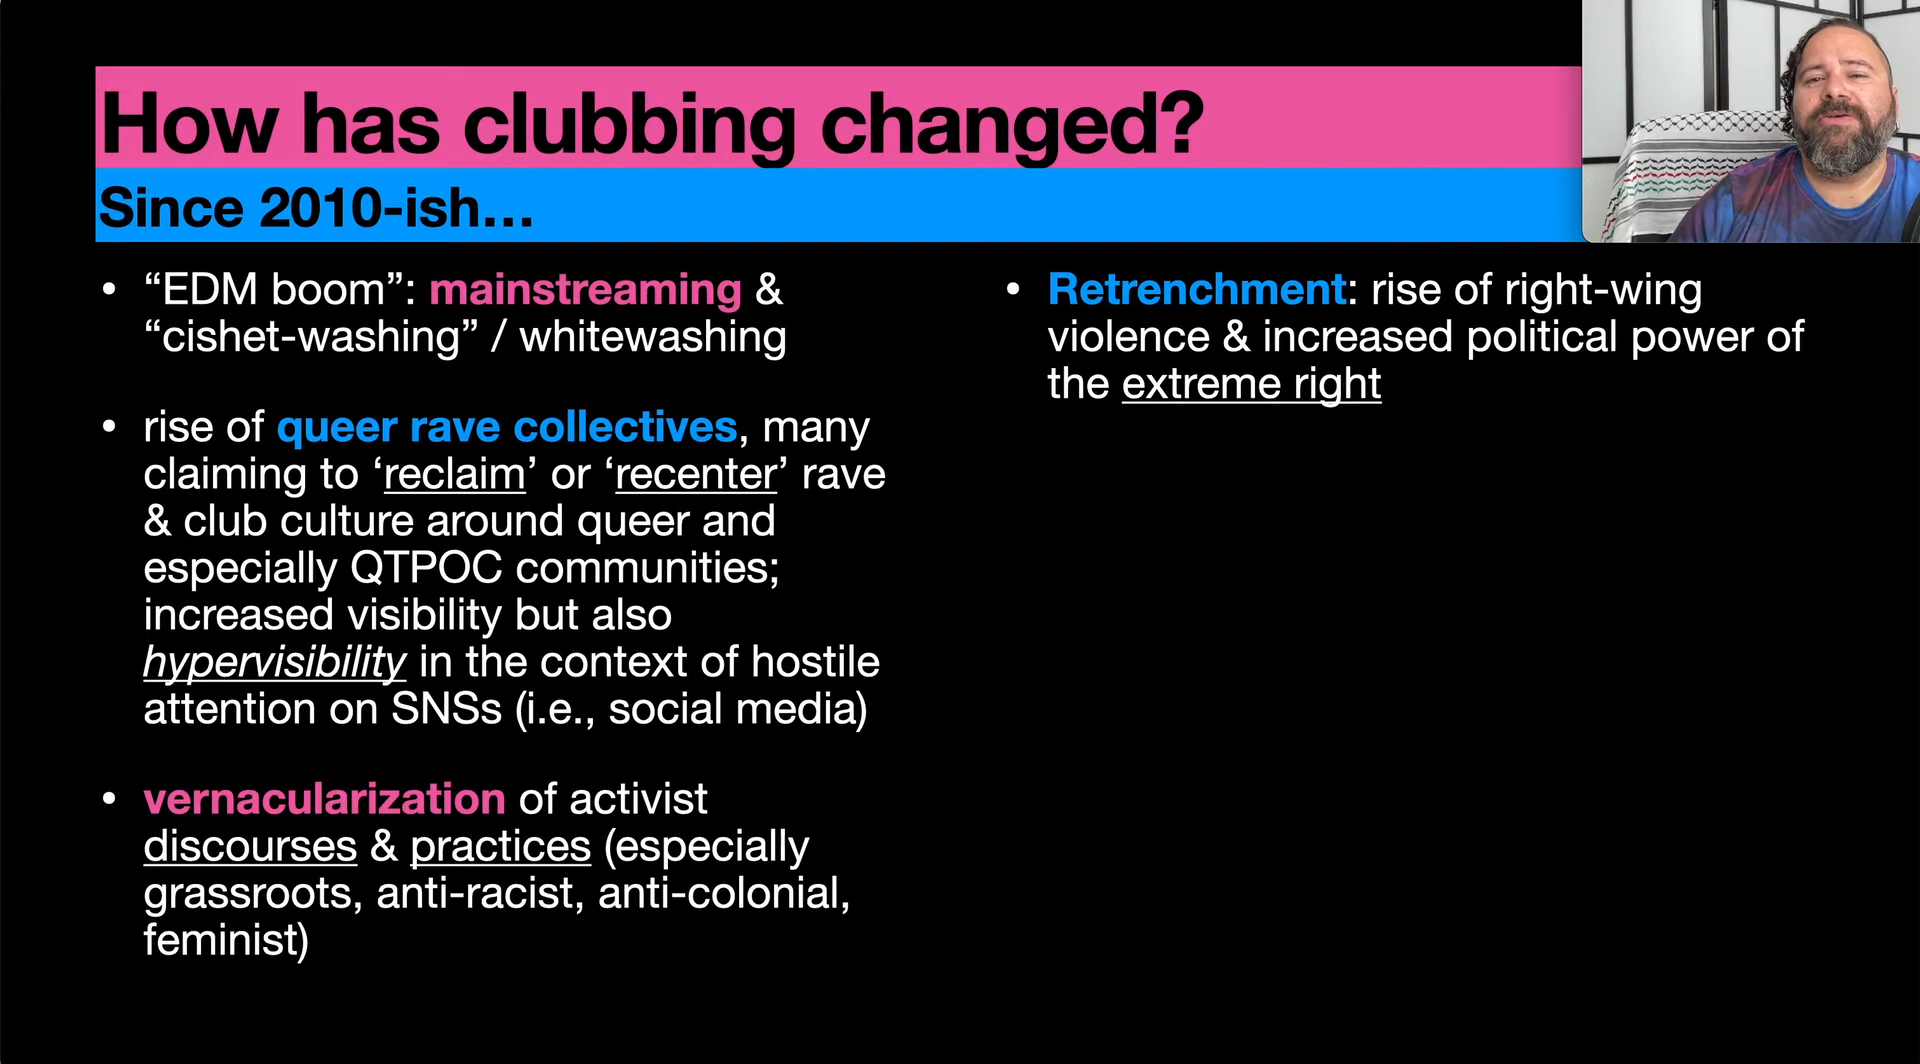 How has clubbing changed?
Since 2010-ish…
• “EDM boom”: mainstreaming &
“cishet-washing” / whitewashing
• rise of queer rave collectives, many
claiming to ‘reclaim’ or ‘recenter’ rave
& club culture around queer and
especially QTPOC communities;
increased visibility but also
hypervisibility in the context of hostile
attention on SNSs (i.e., social media)
• vernacularization of activist
discourses & practices (especially
grassroots, anti-racist, anti-colonial,
feminist)
• Retrenchment: rise of right-wing
violence & increased political power of
the extreme right